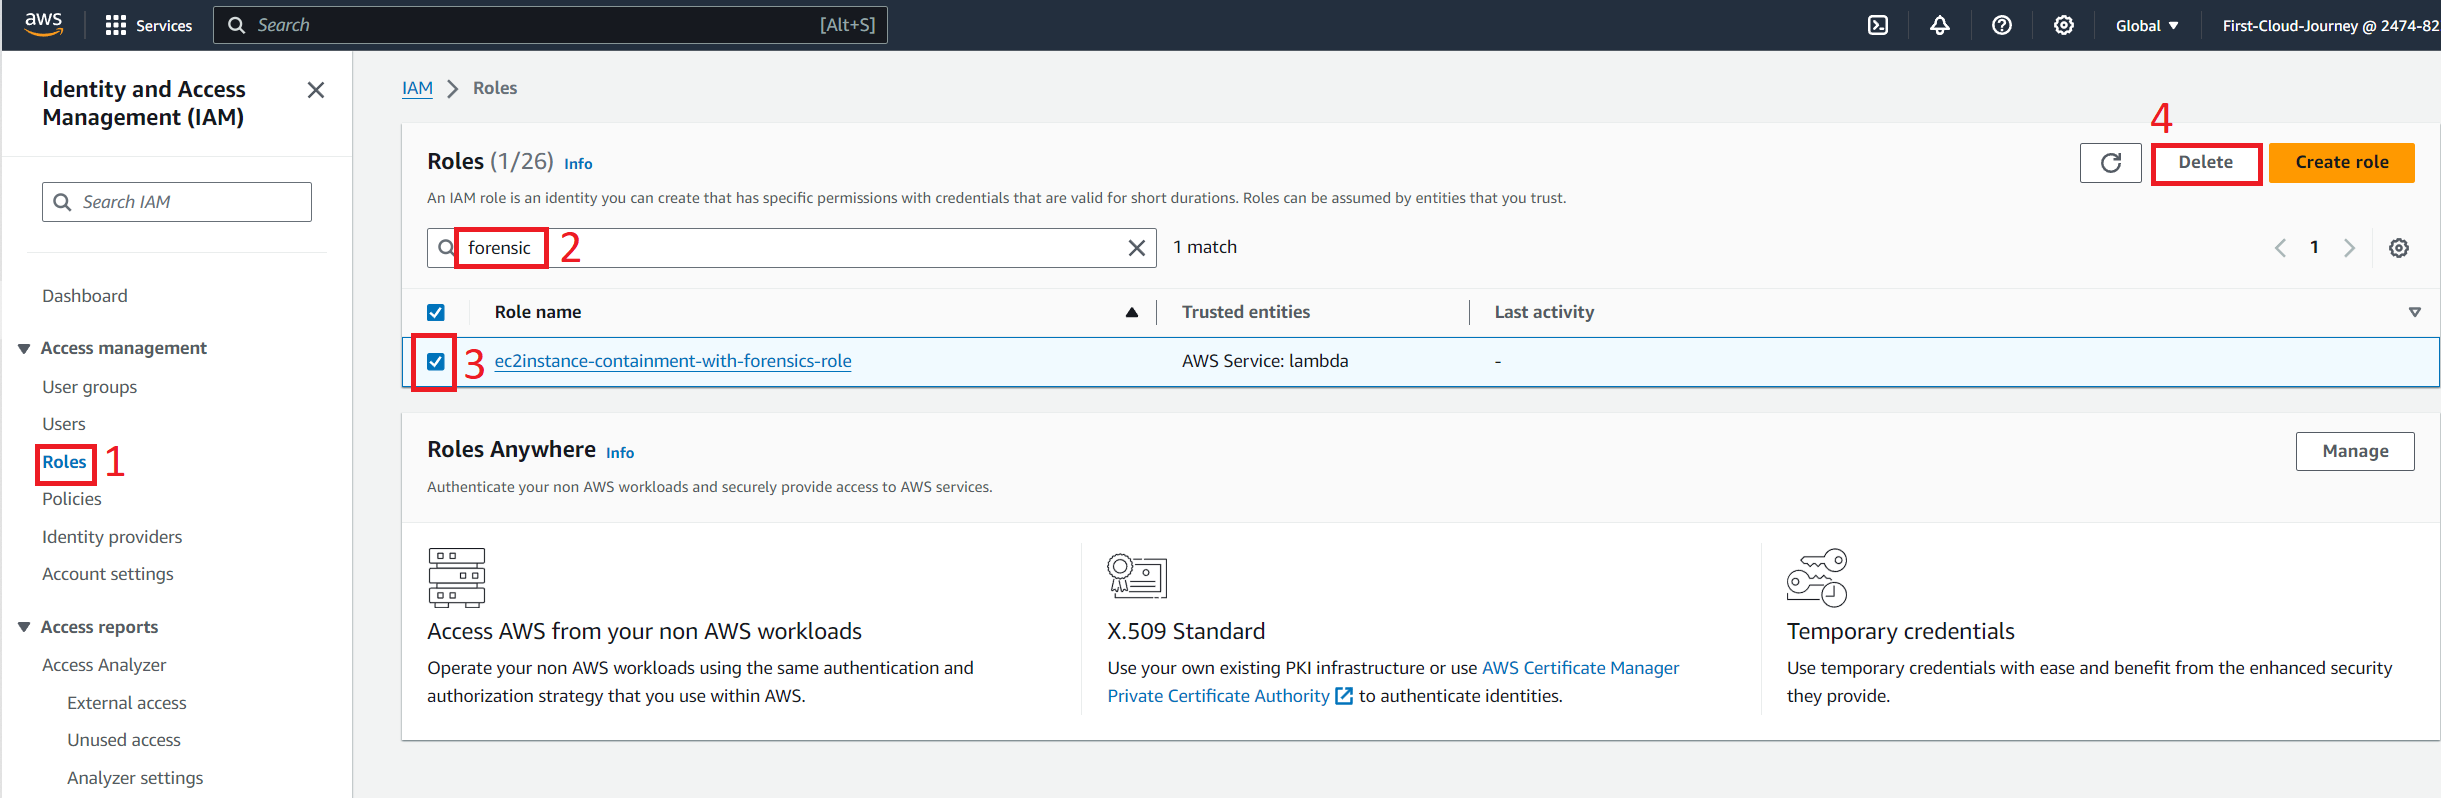 aws
Services
Search
[Alt+S]
Global
First-Cloud-Journey @ 2474-82
Identity and Access
Management (IAM)
Search IAM
Dashboard
Access management
User groups
Users
Roles 1
Policies
Identity providers
Account settings
Access reports
Access Analyzer
External access
Unused access
Analyzer settings
IAM > Roles
Roles (1/26) Info
4
Delete
Create role
An IAM role is an identity you can create that has specific permissions with credentials that are valid for short durations. Roles can be assumed by entities that you trust.
forensic 2
1 match
1
Role name
Trusted entities
Last activity
3 ec2instance-containment-with-forensics-role
AWS Service: lambda
-
Roles Anywhere Info
Manage
Authenticate your non AWS workloads and securely provide access to AWS services.
Access AWS from your non AWS workloads
Operate your non AWS workloads using the same authentication and
authorization strategy that you use within AWS.
X.509 Standard
Use your own existing PKI infrastructure or use AWS Certificate Manager
Private Certificate Authority to authenticate identities.
Temporary credentials
Use temporary credentials with ease and benefit from the enhanced security
they provide.